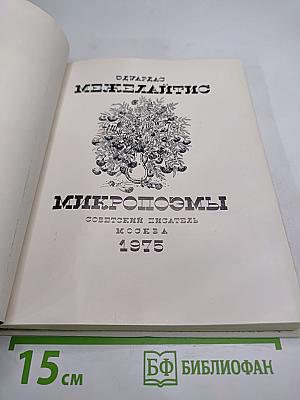 ЭДУАРДАС
МЕЖЕЛАЙТИС
МИКРОПОЭМЫ
СОВЕТСКИЙ ПИСАТЕЛЬ
МОСКВА
1975
15 см
БФ БИБЛИОФАН